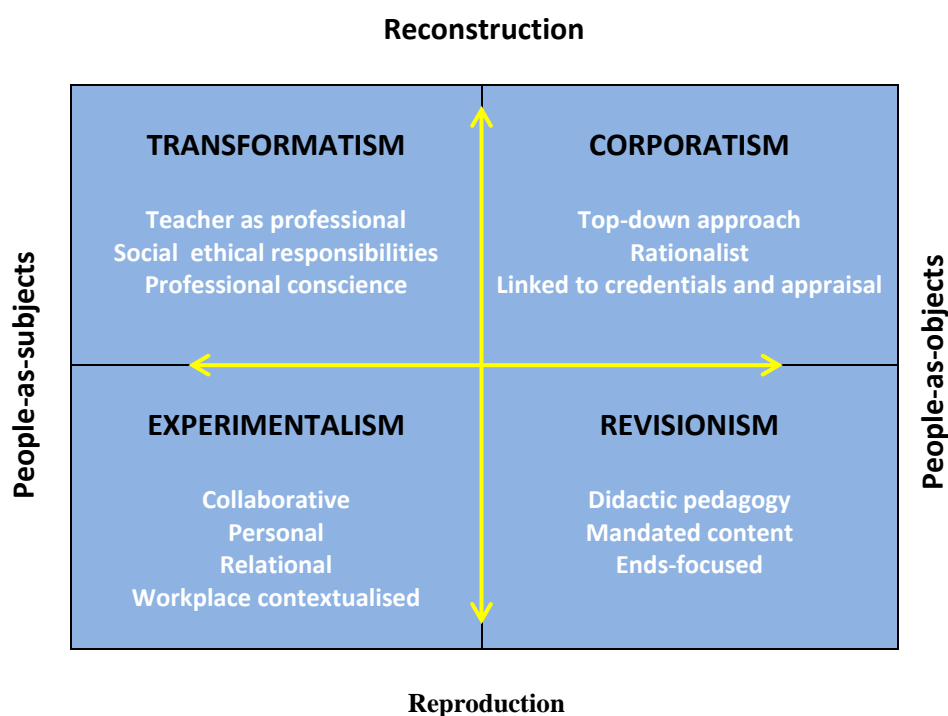 Reconstruction
People-as-subjects
TRANSFORMATISM
Teacher as professional
Social ethical responsibilities
Professional conscience
CORPORATISM
Top-down approach
Rationalist
Linked to credentials and appraisal
EXPERIMENTALISM
Collaborative
Personal
Relational
Workplace contextualised
REVISIONISM
Didactic pedagogy
Mandated content
Ends-focused
People-as-objects
Reproduction